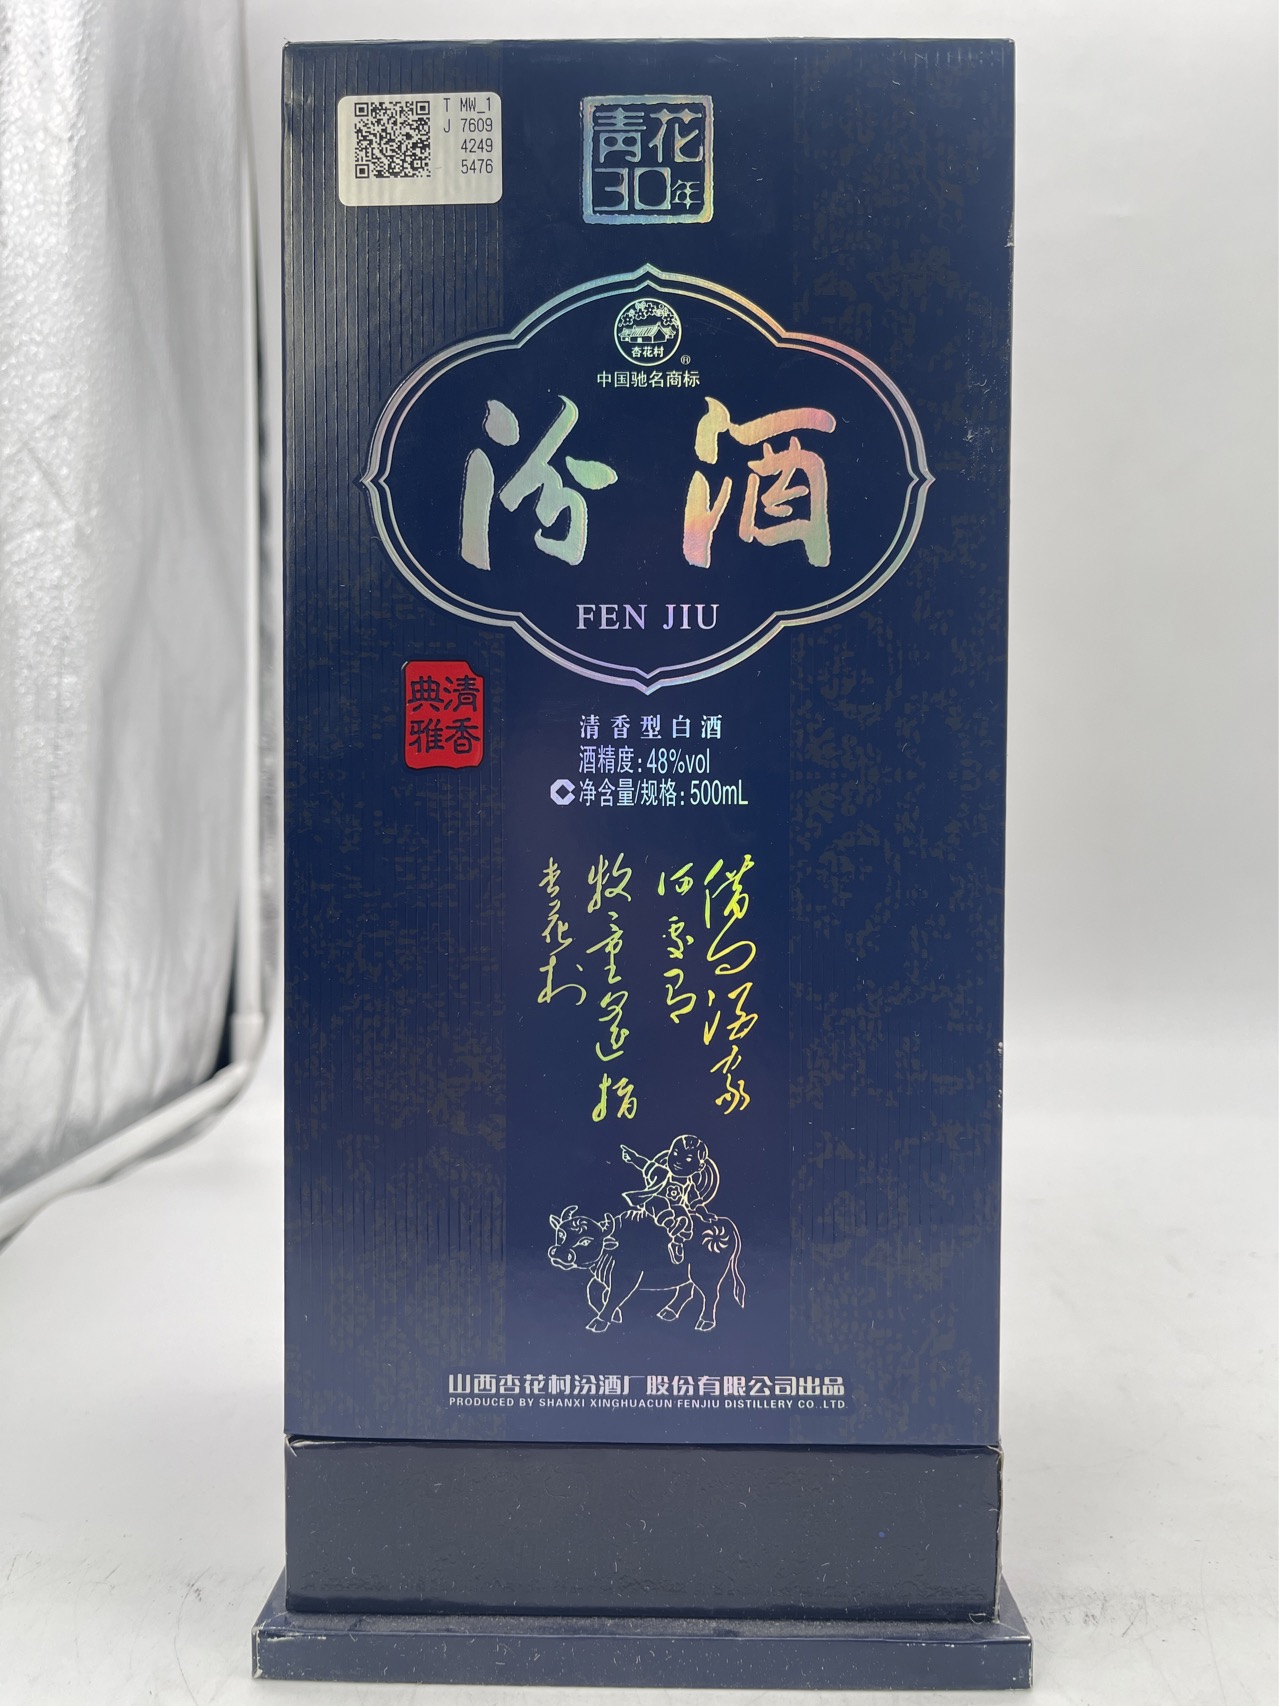 T MW_1
J 7609
4249
5476
青花
30年
杏花村
®
中国驰名商标
汾酒
FEN JIU
清香
典雅
清香型白酒
酒精度:48%vol
净含量/规格:500mL
借问酒家
何处有
牧童遥指
杏花村
山西杏花村汾酒厂股份有限公司出品
PRODUCED BY SHANXI XINGHUACUN FENJIU DISTILLERY CO.,LTD.